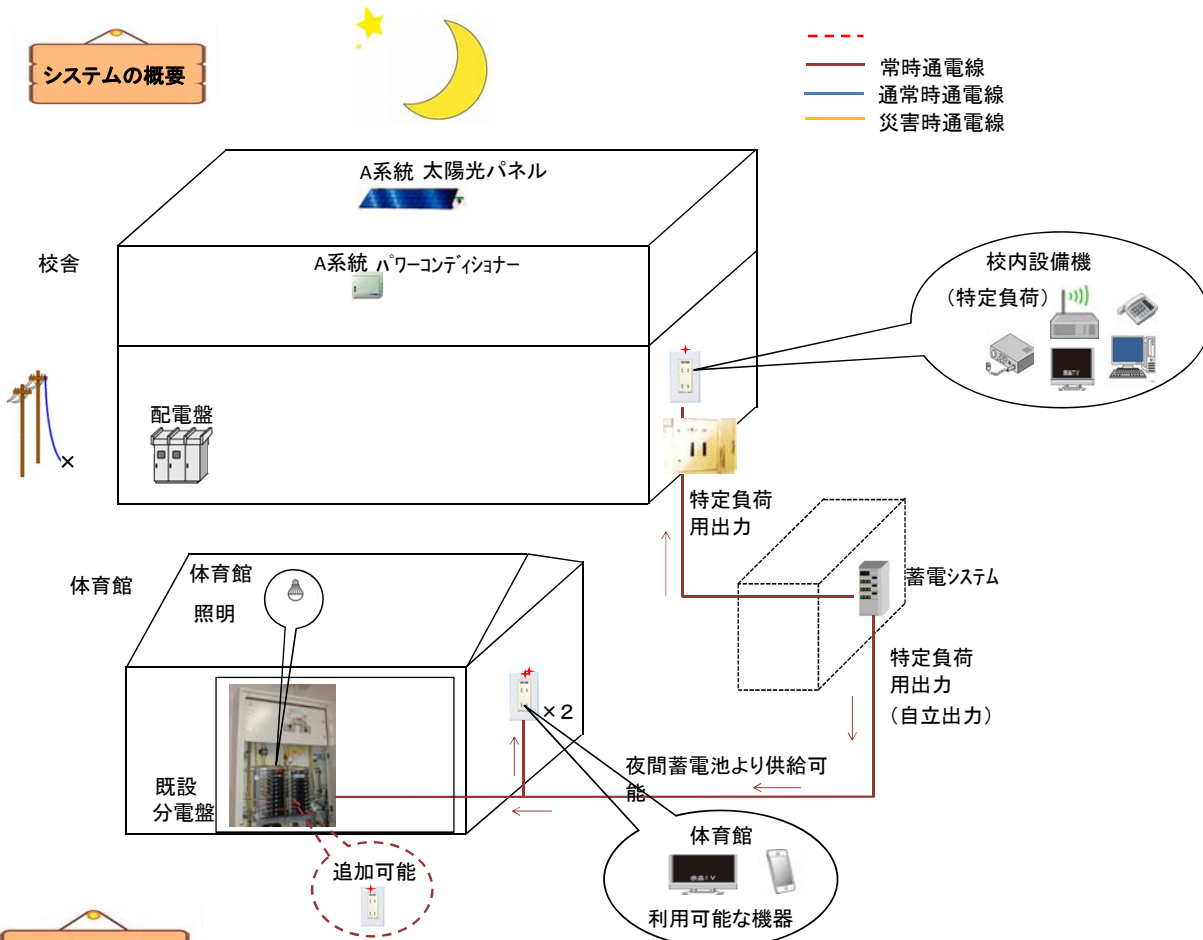 システムの概要
常時通電線
通常時通電線
災害時通電線
A系統 太陽光パネル
校舎
A系統 パワーコンディショナー
校内設備機
（特定負荷）
配電盤
×
特定負荷
用出力
蓄電システム
体育館
体育館
照明
特定負荷
用出力
（自立出力）
×２
夜間蓄電池より供給可
能
既設
分電盤
追加可能
体育館
液晶TV
利用可能な機器